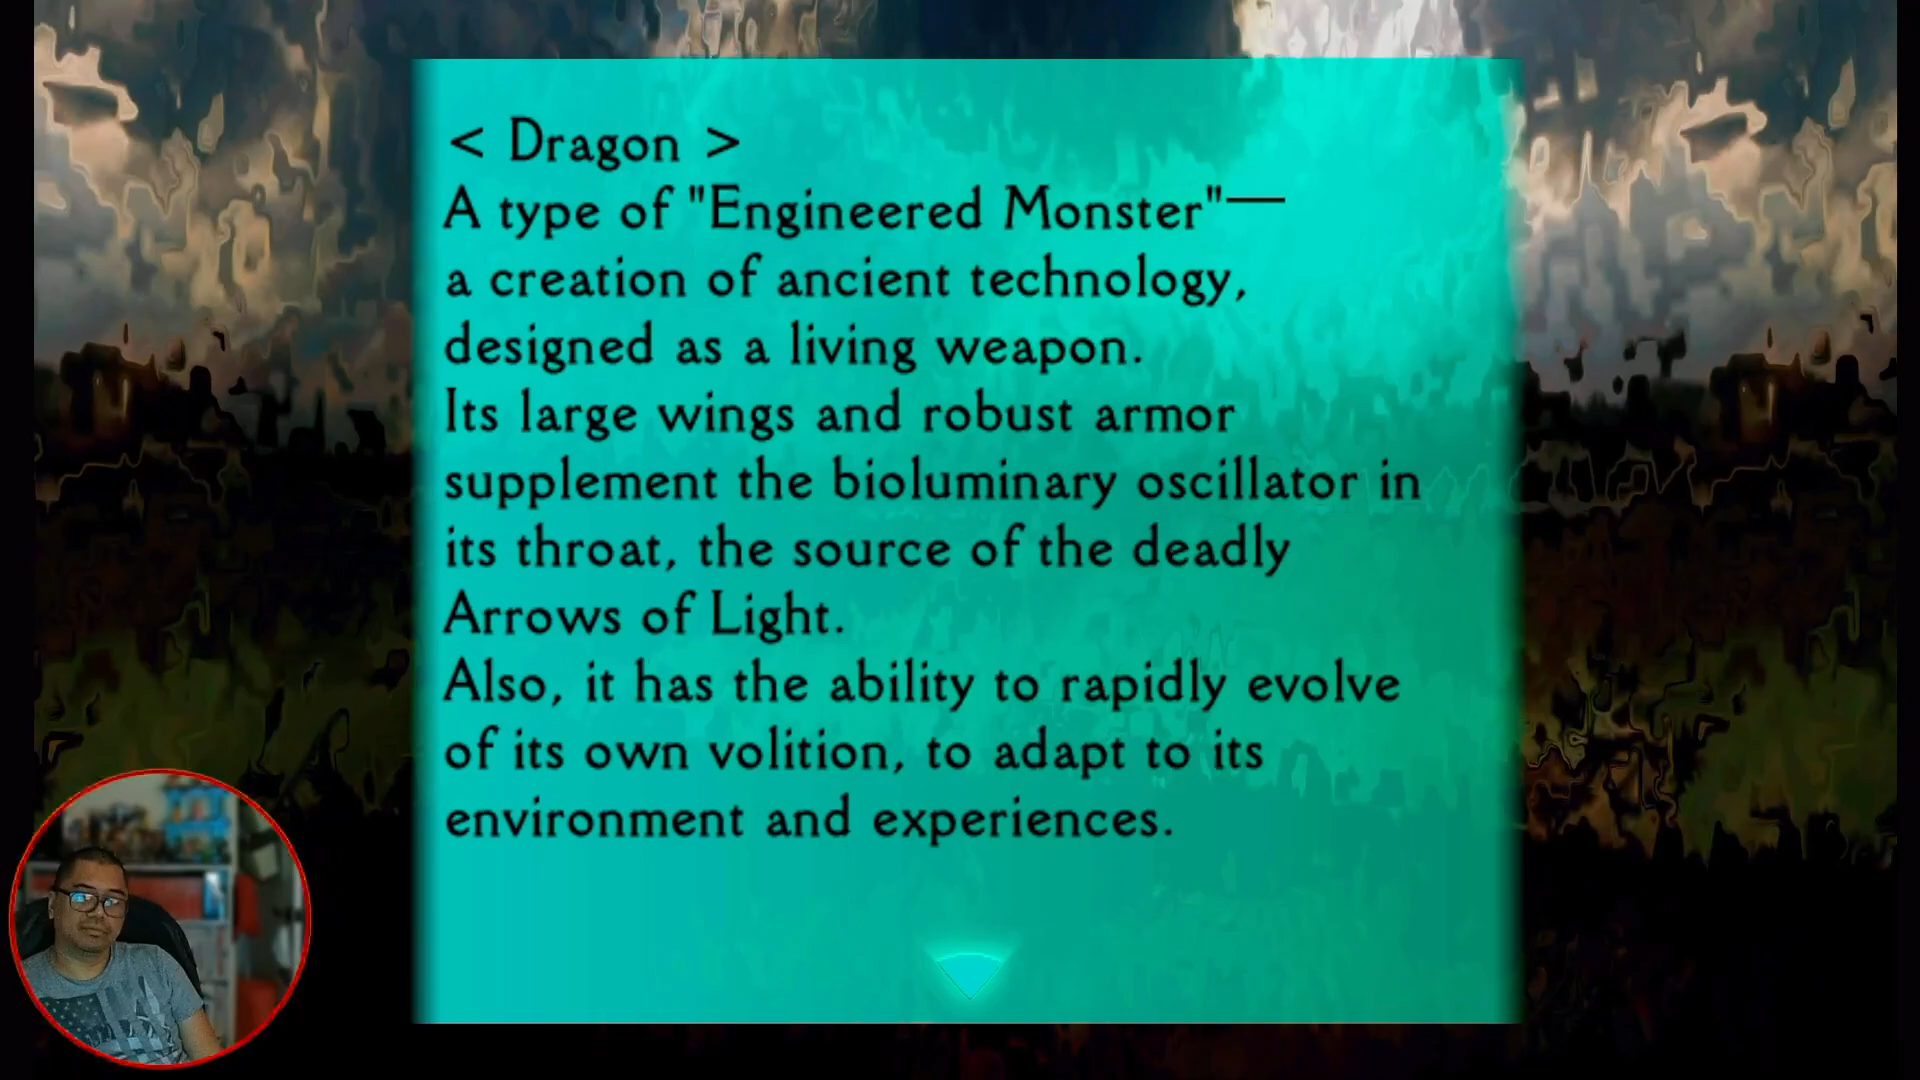 < Dragon >
A type of "Engineered Monster"—
a creation of ancient technology,
designed as a living weapon.
Its large wings and robust armor
supplement the bioluminary oscillator in
its throat, the source of the deadly
Arrows of Light.
Also, it has the ability to rapidly evolve
of its own volition, to adapt to its
environment and experiences.